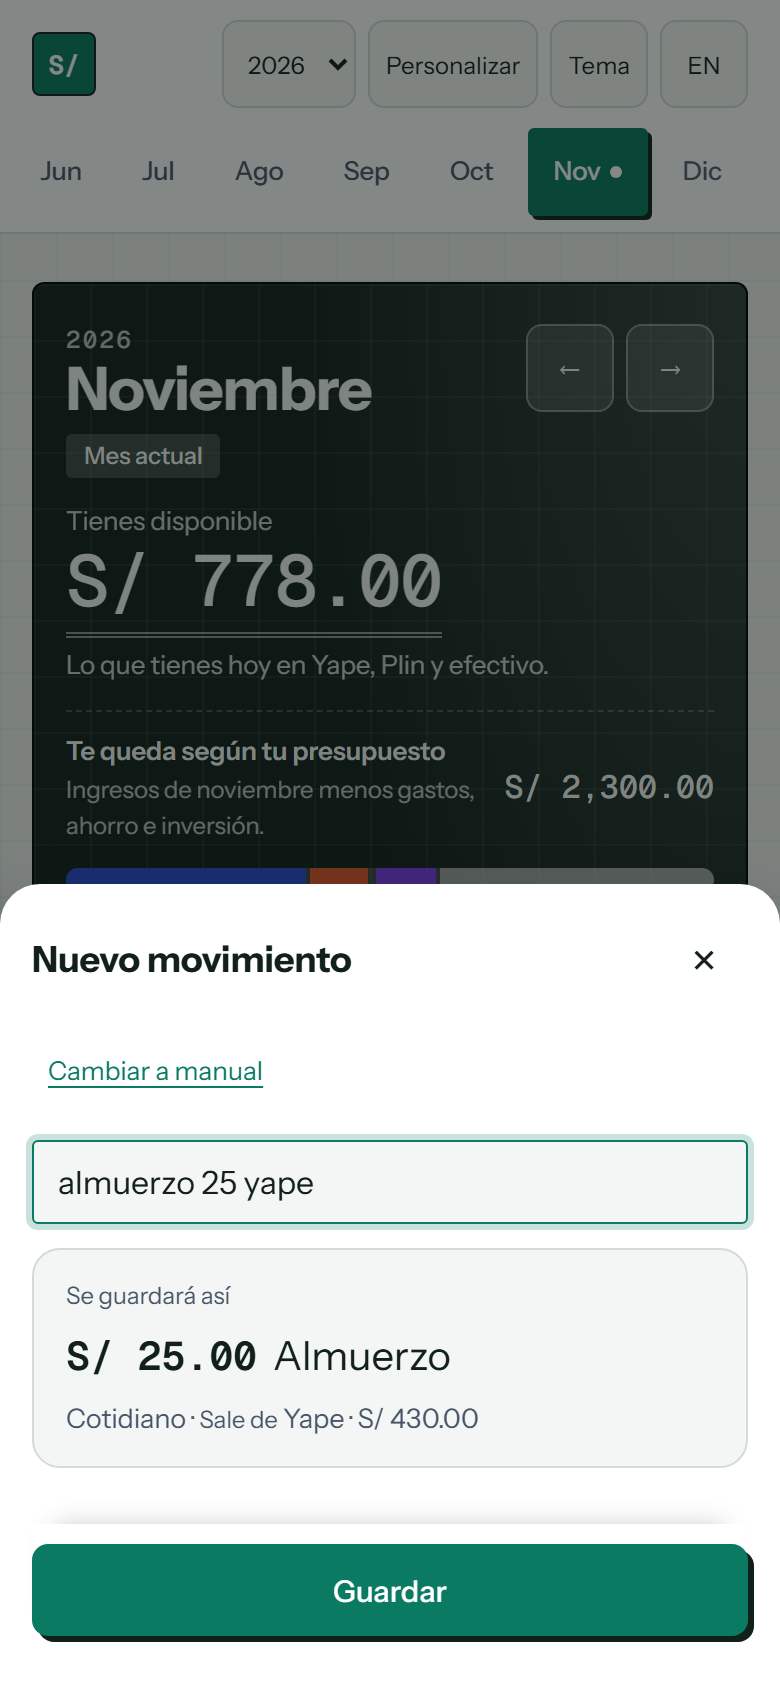 S/
2026
Personalizar
Tema
EN
Jun
Jul
Ago
Sep
Oct
Nov
Dic
2026
Noviembre
←
→
Mes actual
Tienes disponible
S/ 778.00
Lo que tienes hoy en Yape, Plin y efectivo.
Te queda según tu presupuesto
Ingresos de noviembre menos gastos,
ahorro e inversión.
S/ 2,300.00
Nuevo movimiento
×
Cambiar a manual
almuerzo 25 yape
Se guardará así
S/ 25.00 Almuerzo
Cotidiano · Sale de Yape · S/ 430.00
Guardar